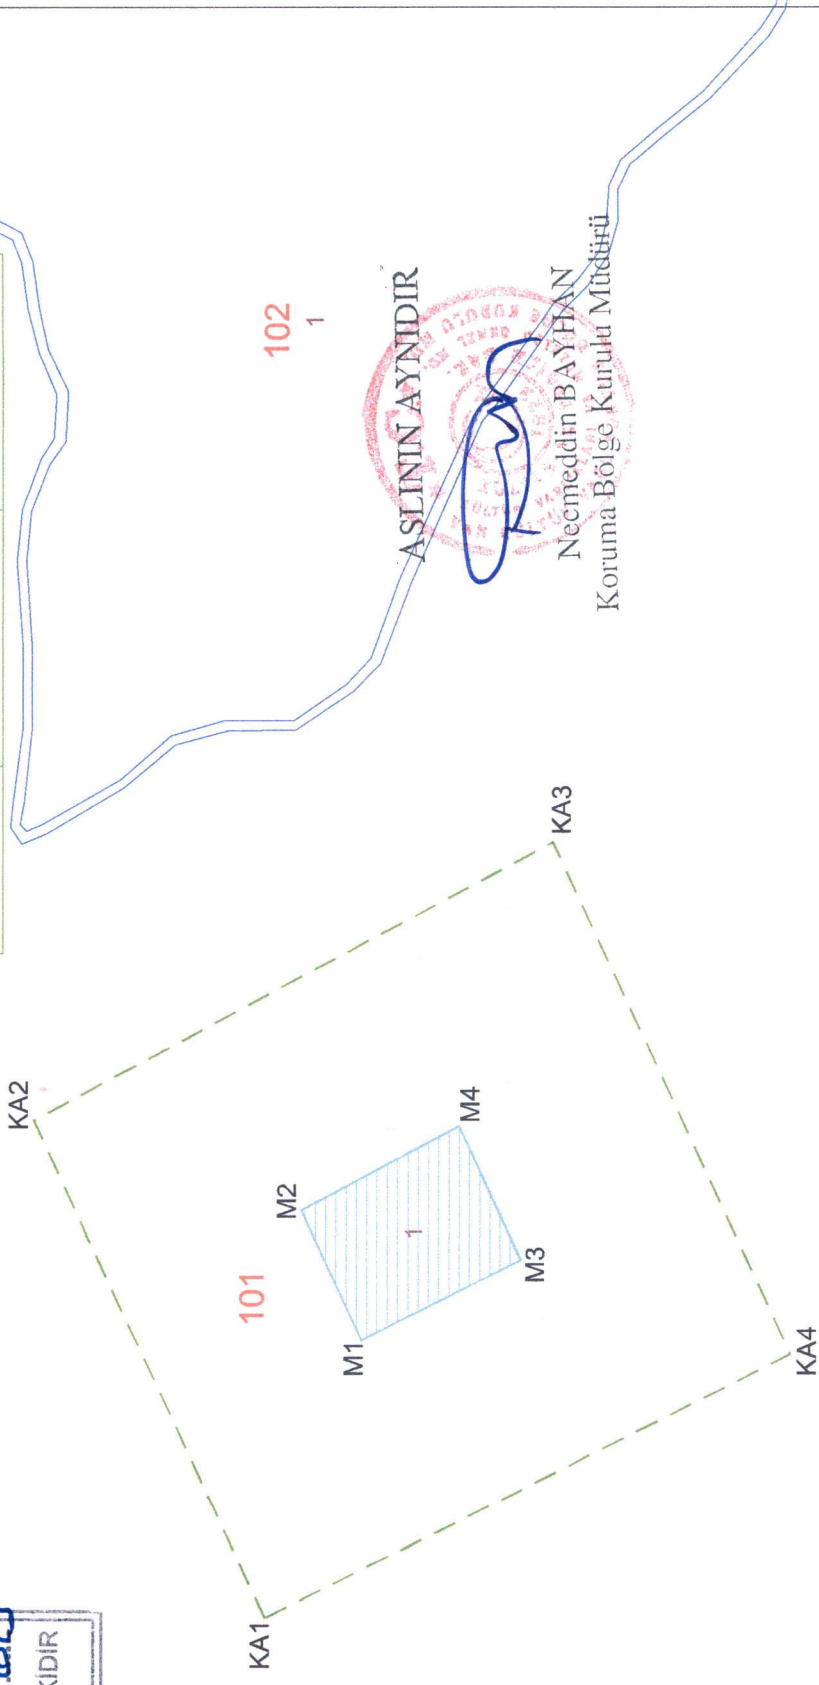 KİDİR
KA1
KA2
KA3
KA4
101
M1
M2
1
M3
M4
102
1
ASLININ AYNIDIR
Necmeddin BAYHAN
Koruma Bölge Kurulu Müdürü